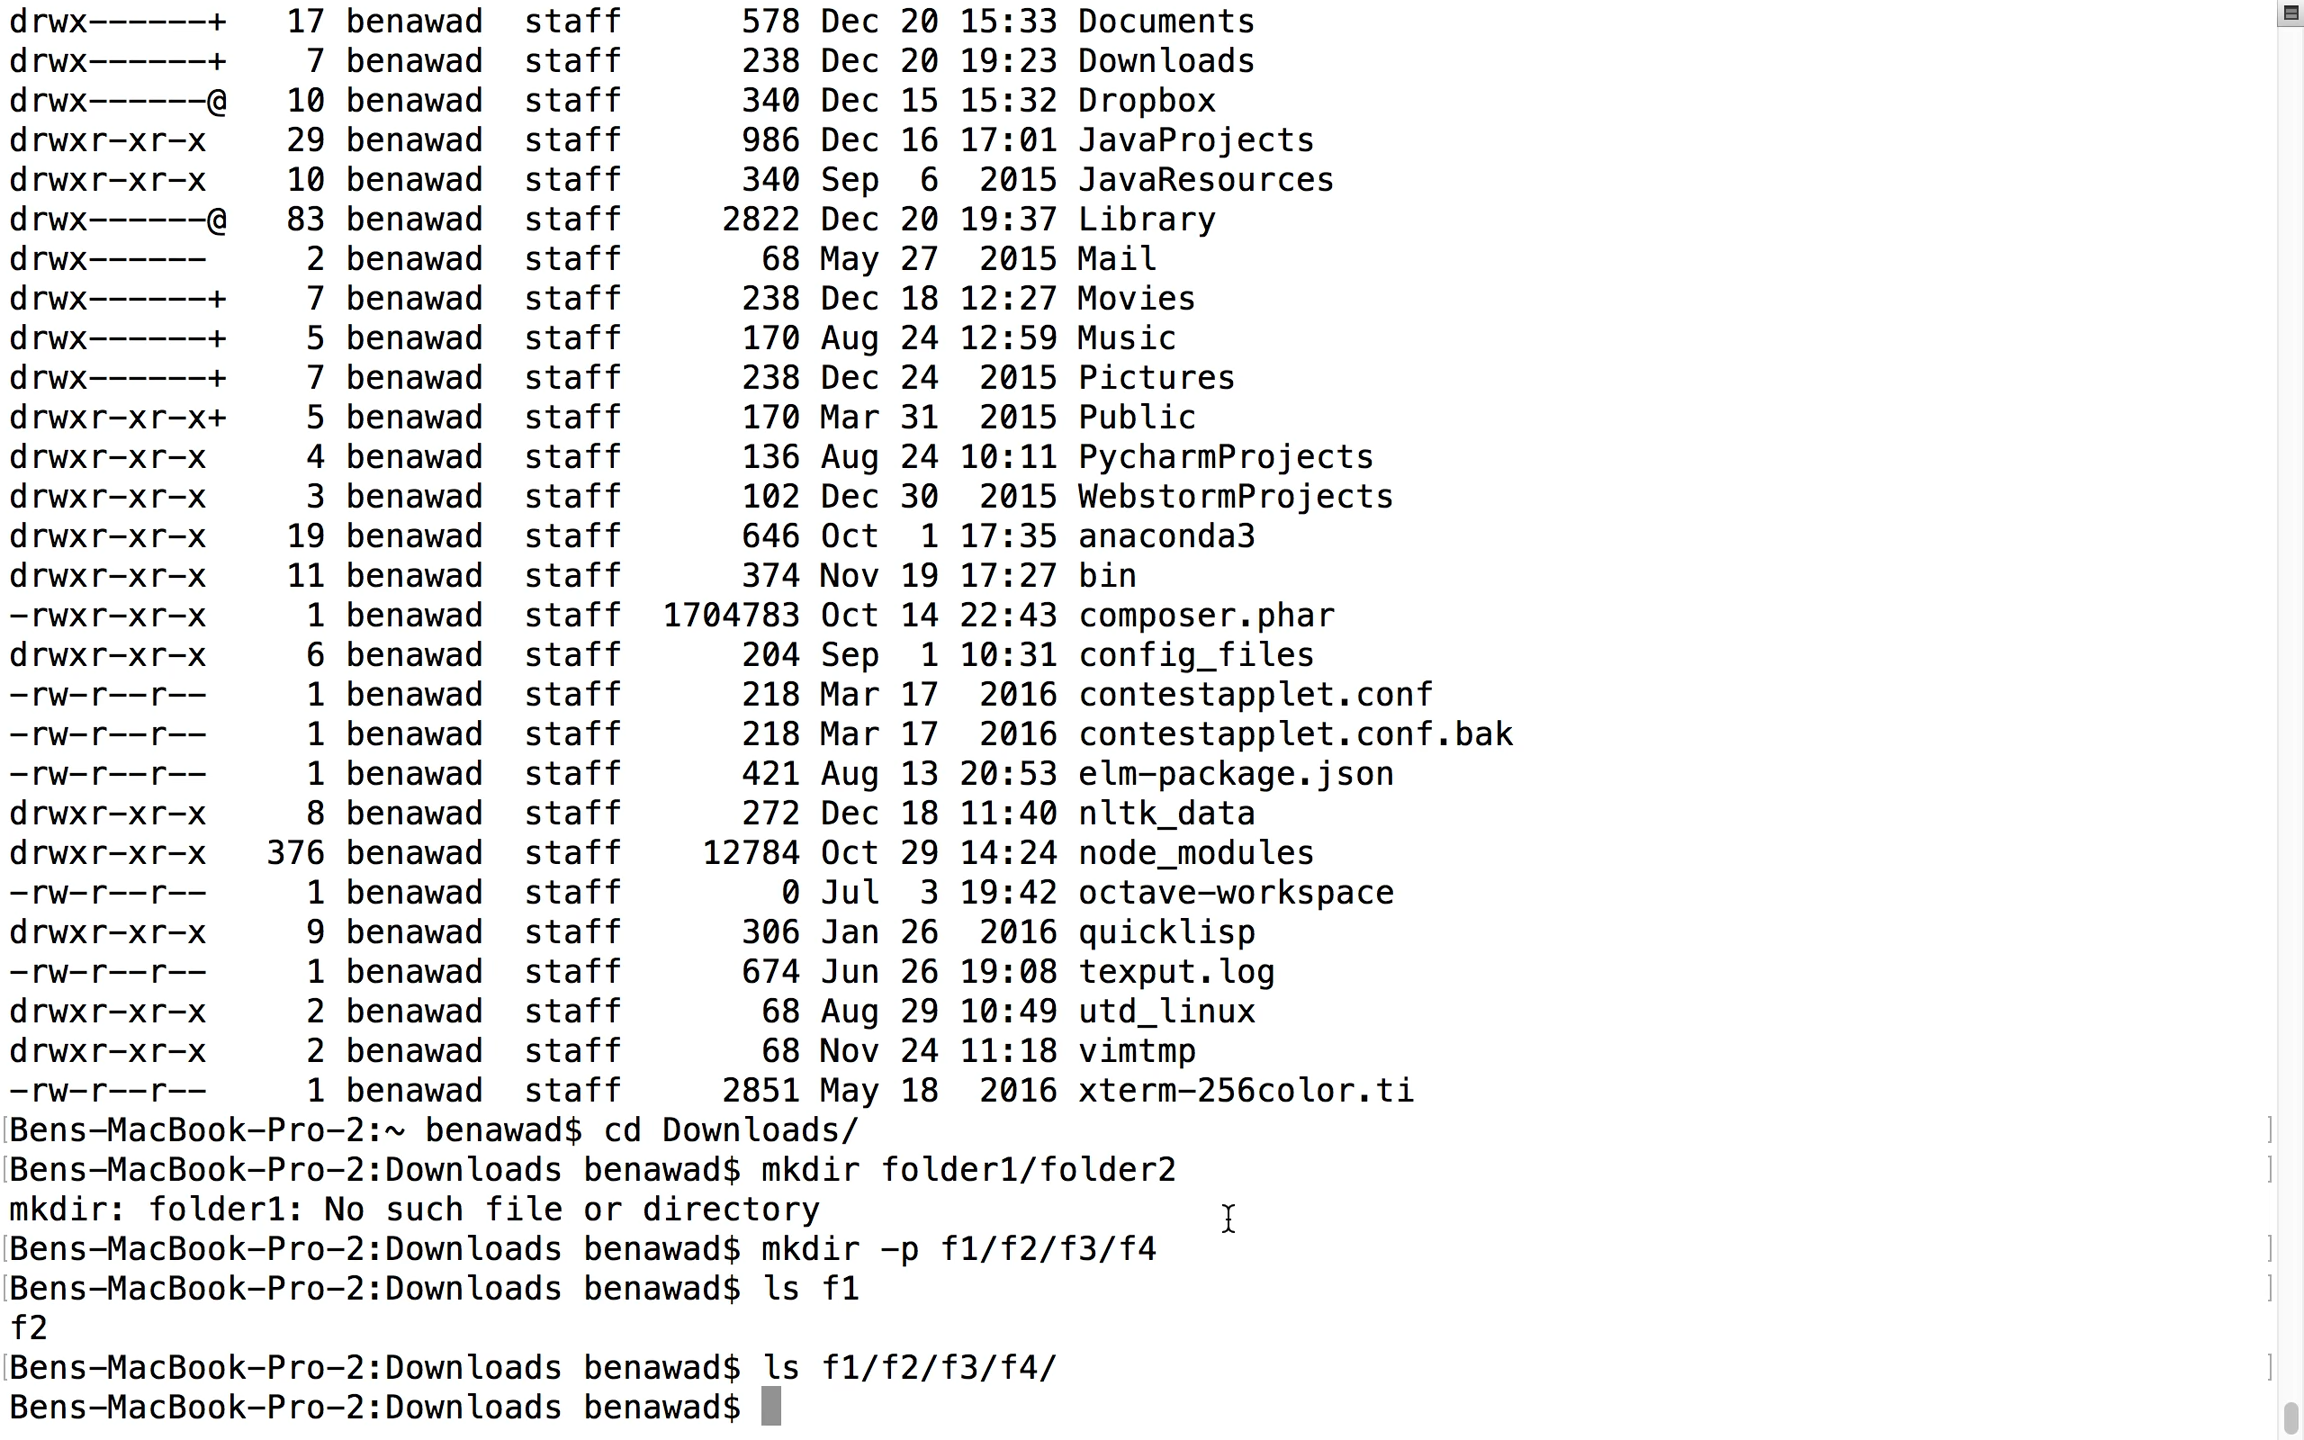 drwx------+   17 benawad  staff      578 Dec 20 15:33 Documents
drwx------+    7 benawad  staff      238 Dec 20 19:23 Downloads
drwx------@   10 benawad  staff      340 Dec 15 15:32 Dropbox
drwxr-xr-x    29 benawad  staff      986 Dec 16 17:01 JavaProjects
drwxr-xr-x    10 benawad  staff      340 Sep  6  2015 JavaResources
drwx------@   83 benawad  staff     2822 Dec 20 19:37 Library
drwx------     2 benawad  staff       68 May 27  2015 Mail
drwx------+    7 benawad  staff      238 Dec 18 12:27 Movies
drwx------+    5 benawad  staff      170 Aug 24 12:59 Music
drwx------+    7 benawad  staff      238 Dec 24  2015 Pictures
drwxr-xr-x+    5 benawad  staff      170 Mar 31  2015 Public
drwxr-xr-x     4 benawad  staff      136 Aug 24 10:11 PycharmProjects
drwxr-xr-x     3 benawad  staff      102 Dec 30  2015 WebstormProjects
drwxr-xr-x    19 benawad  staff      646 Oct  1 17:35 anaconda3
drwxr-xr-x    11 benawad  staff      374 Nov 19 17:27 bin
-rwxr-xr-x     1 benawad  staff  1704783 Oct 14 22:43 composer.phar
drwxr-xr-x     6 benawad  staff      204 Sep  1 10:31 config_files
-rw-r--r--     1 benawad  staff      218 Mar 17  2016 contestapplet.conf
-rw-r--r--     1 benawad  staff      218 Mar 17  2016 contestapplet.conf.bak
-rw-r--r--     1 benawad  staff      421 Aug 13 20:53 elm-package.json
drwxr-xr-x     8 benawad  staff      272 Dec 18 11:40 nltk_data
drwxr-xr-x   376 benawad  staff    12784 Oct 29 14:24 node_modules
-rw-r--r--     1 benawad  staff        0 Jul  3 19:42 octave-workspace
drwxr-xr-x     9 benawad  staff      306 Jan 26  2016 quicklisp
-rw-r--r--     1 benawad  staff      674 Jun 26 19:08 texput.log
drwxr-xr-x     2 benawad  staff       68 Aug 29 10:49 utd_linux
drwxr-xr-x     2 benawad  staff       68 Nov 24 11:18 vimtmp
-rw-r--r--     1 benawad  staff     2851 May 18  2016 xterm-256color.ti
[Bens-MacBook-Pro-2:~ benawad$ cd Downloads/ ]
[Bens-MacBook-Pro-2:Downloads benawad$ mkdir folder1/folder2 ]
mkdir: folder1: No such file or directory
[Bens-MacBook-Pro-2:Downloads benawad$ mkdir -p f1/f2/f3/f4 ]
[Bens-MacBook-Pro-2:Downloads benawad$ ls f1 ]
f2
[Bens-MacBook-Pro-2:Downloads benawad$ ls f1/f2/f3/f4/ ]
Bens-MacBook-Pro-2:Downloads benawad$